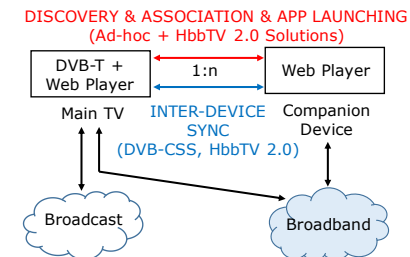 DISCOVERY & ASSOCIATION & APP LAUNCHING
(Ad-hoc + HbbTV 2.0 Solutions)
DVB-T +
Web Player
1:n
Web Player
Main TV
INTER-DEVICE
SYNC
(DVB-CSS, HbbTV 2.0)
Companion
Device
Broadcast
Broadband